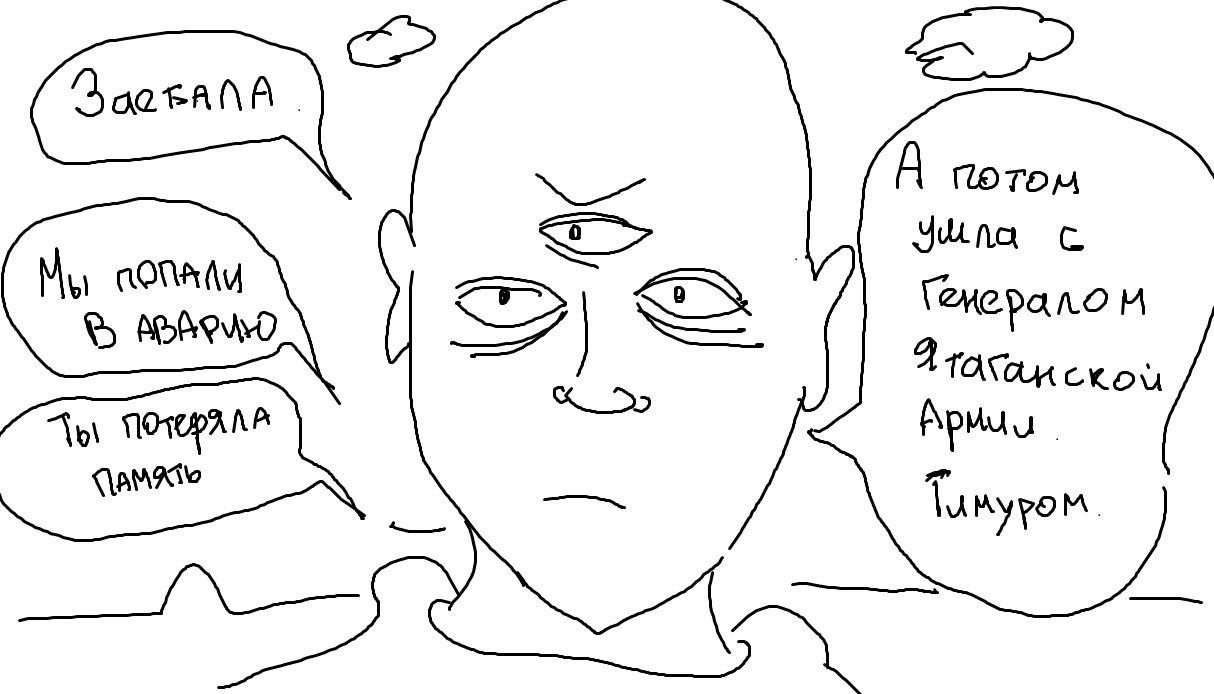 Заебала
Мы попали
в аварию
Ты потеряла
память
А потом
ушла с
Генералом
Ятаганской
Армии.
Тимуром.